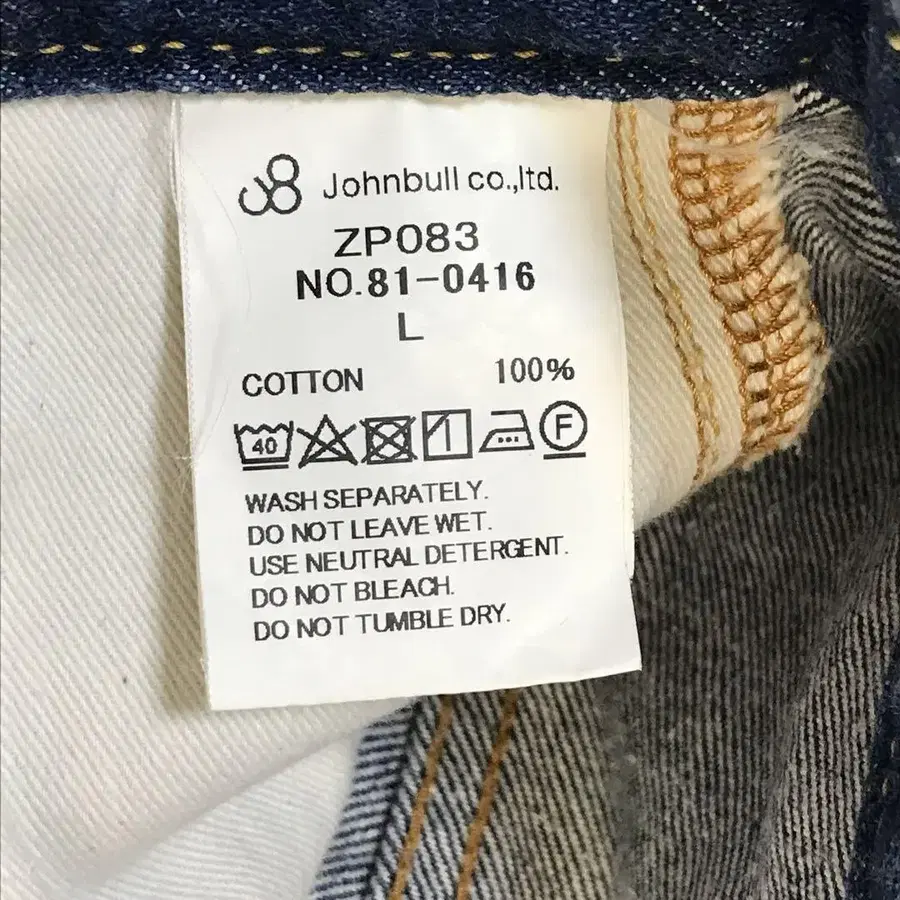 Johnbull co.,ltd.
ZP083
NO.81-0416
L
COTTON 100%
40 F
WASH SEPARATELY.
DO NOT LEAVE WET.
USE NEUTRAL DETERGENT.
DO NOT BLEACH.
DO NOT TUMBLE DRY.